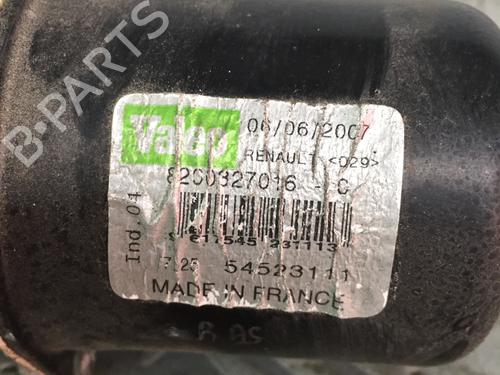 B-PARTS
Valeo 06/06/2007
RENAULT <029>
8200327016 - C
Ind.04
54523111
MADE IN FRANCE